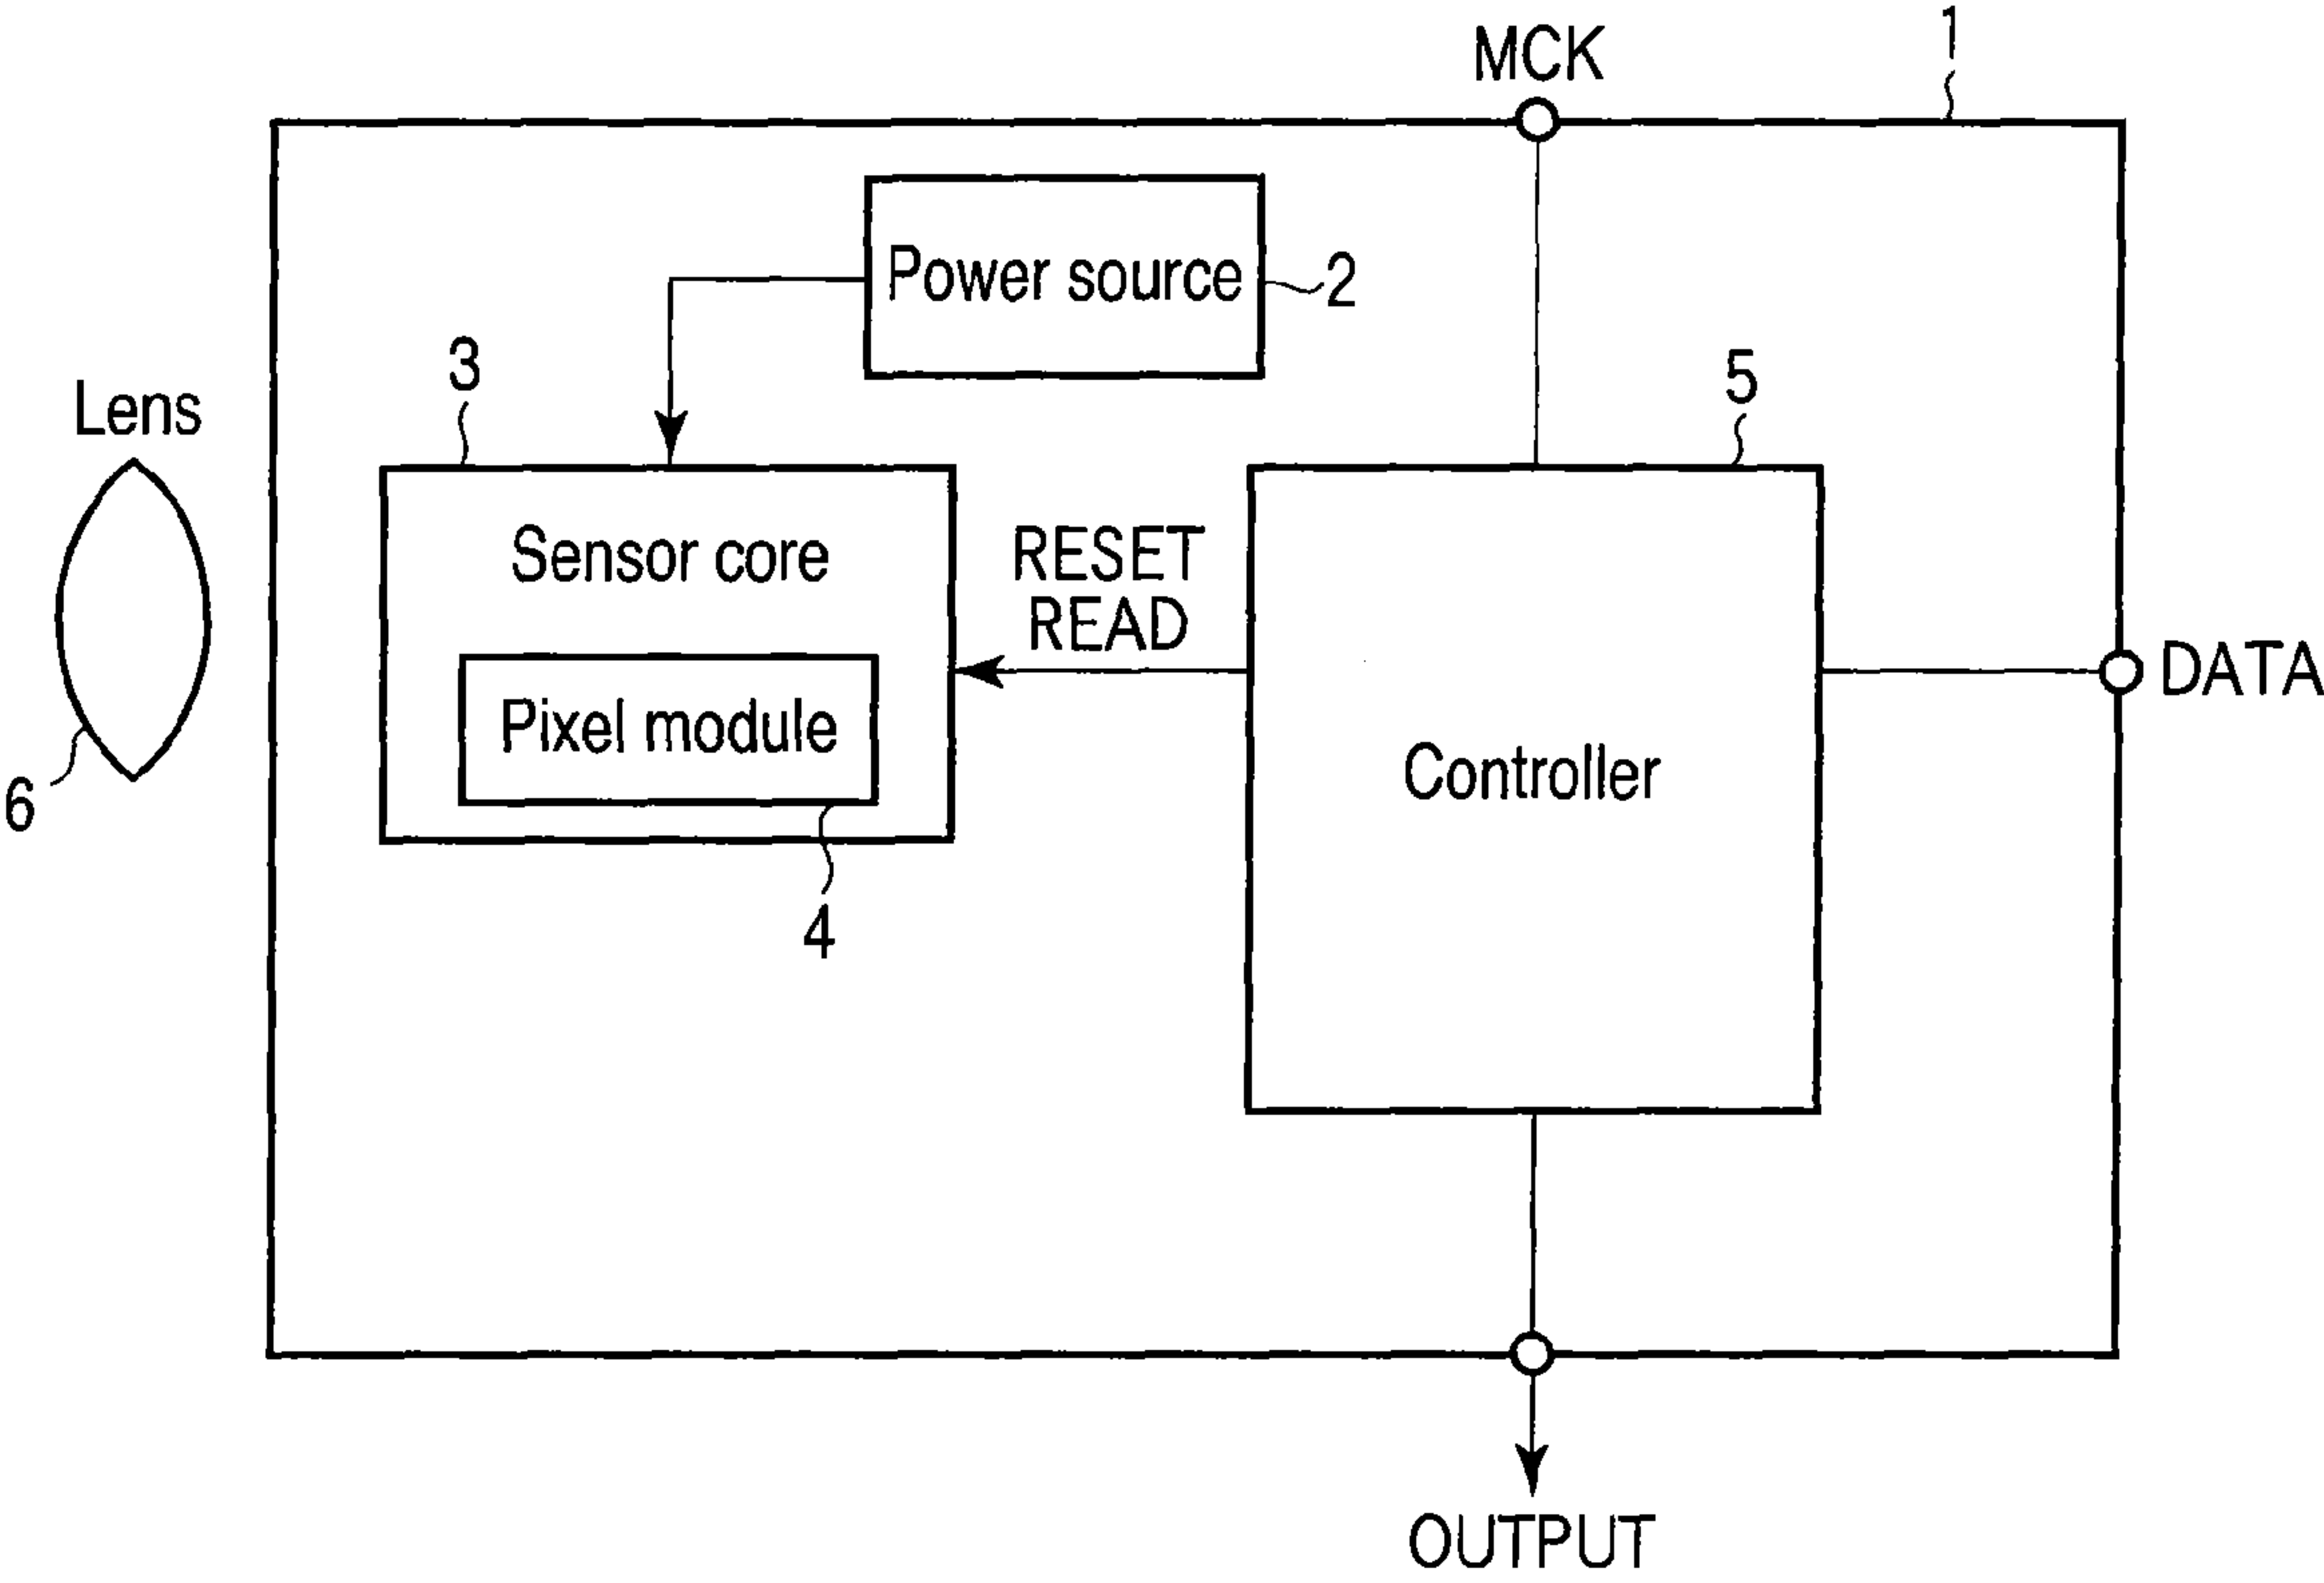 1
MCK
Power source
2
3
5
Lens
Sensor core
RESET
READ
DATA
Pixel module
Controller
6
4
OUTPUT